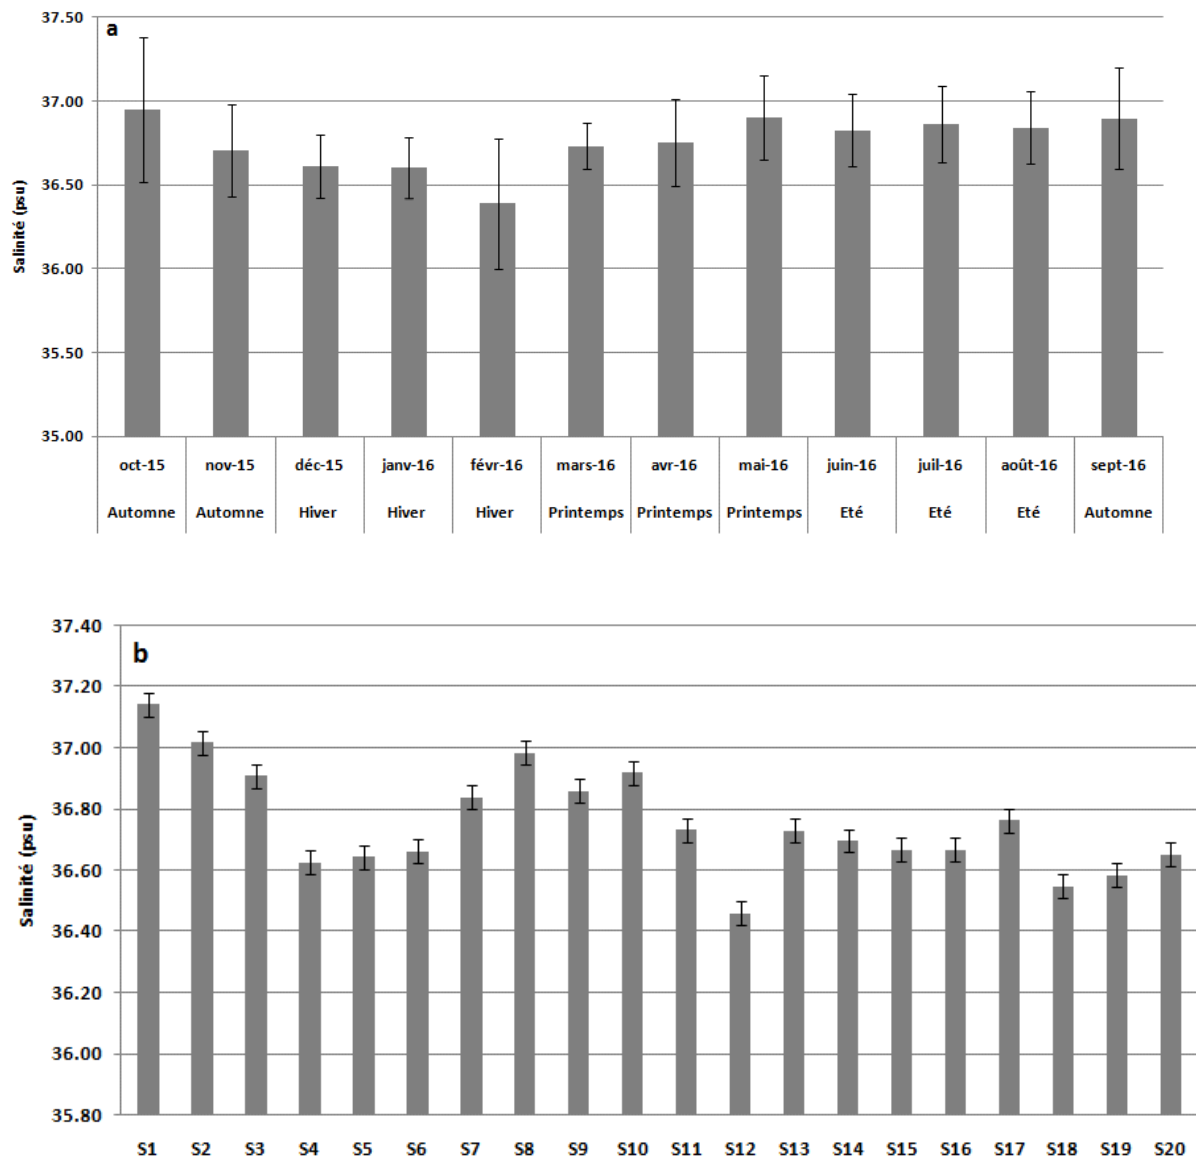 a
Salinité (psu)
37.50
37.00
36.50
36.00
35.50
35.00
oct-15 nov-15 déc-15 janv-16 févr-16 mars-16 avr-16 mai-16 juin-16 juil-16 août-16 sept-16
Automne Automne Hiver Hiver Hiver Printemps Printemps Printemps Eté Eté Eté Automne
b
Salinité (psu)
37.40
37.20
37.00
36.80
36.60
36.40
36.20
36.00
35.80
S1 S2 S3 S4 S5 S6 S7 S8 S9 S10 S11 S12 S13 S14 S15 S16 S17 S18 S19 S20